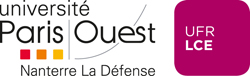 université
Paris Ouest
Nanterre La Défense
UFR
LCE